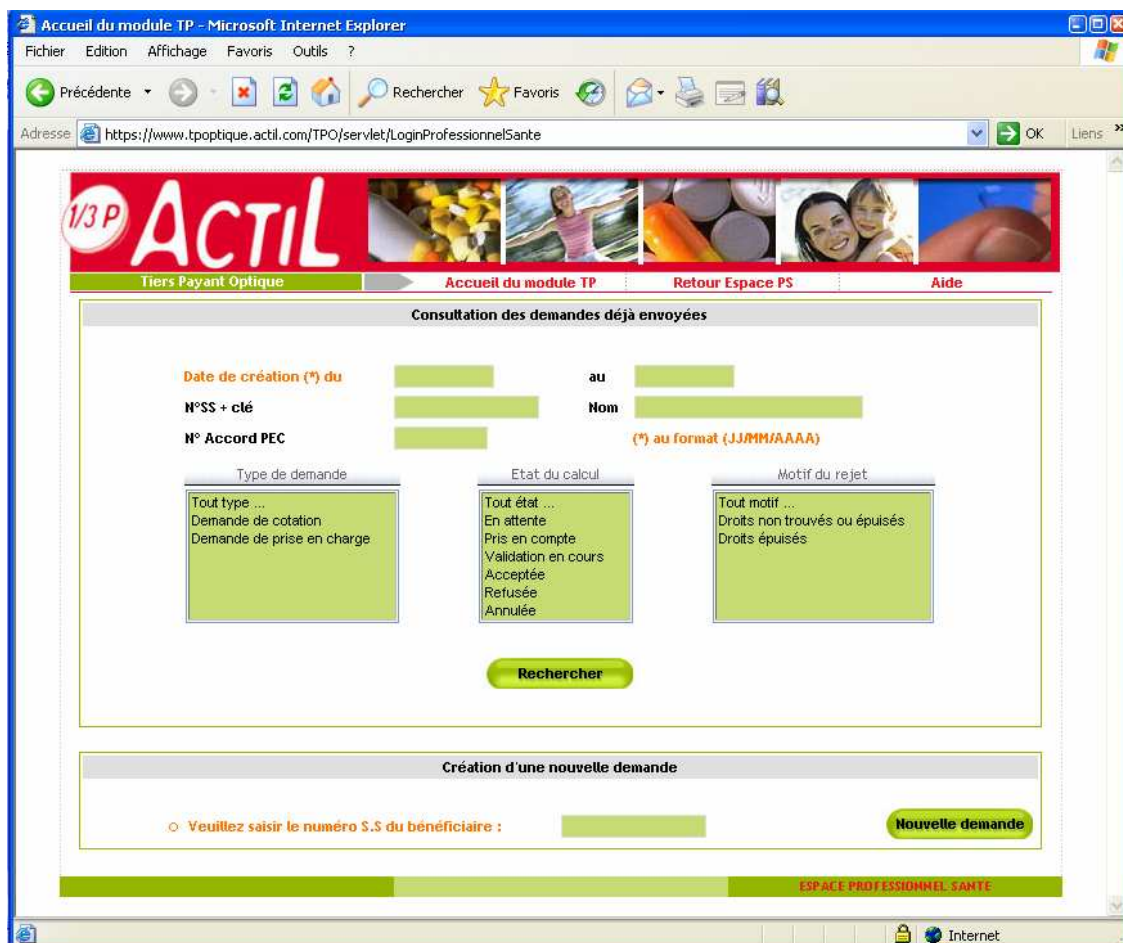 Accueil du module TP - Microsoft Internet Explorer
Fichier Edition Affichage Favoris Outils ?
Précédente Rechercher Favoris
Adresse https://www.tpoptique.actil.com/TPO/servlet/LoginProfessionnelSante OK Liens »
1/3 P ACTIL
Tiers Payant Optique Accueil du module TP Retour Espace PS Aide
Consultation des demandes déjà envoyées
Date de création (*) du au
N°SS + clé Nom
N° Accord PEC (*) au format (JJ/MM/AAAA)
Type de demande Etat du calcul Motif du rejet
Tout type ... Tout état ... Tout motif ...
Demande de cotation En attente Droits non trouvés ou épuisés
Demande de prise en charge Pris en compte Droits épuisés
Validation en cours
Acceptée
Refusée
Annulée
Rechercher
Création d'une nouvelle demande
Veuillez saisir le numéro S.S du bénéficiaire : Nouvelle demande
ESPACE PROFESSIONNEL SANTE
Internet